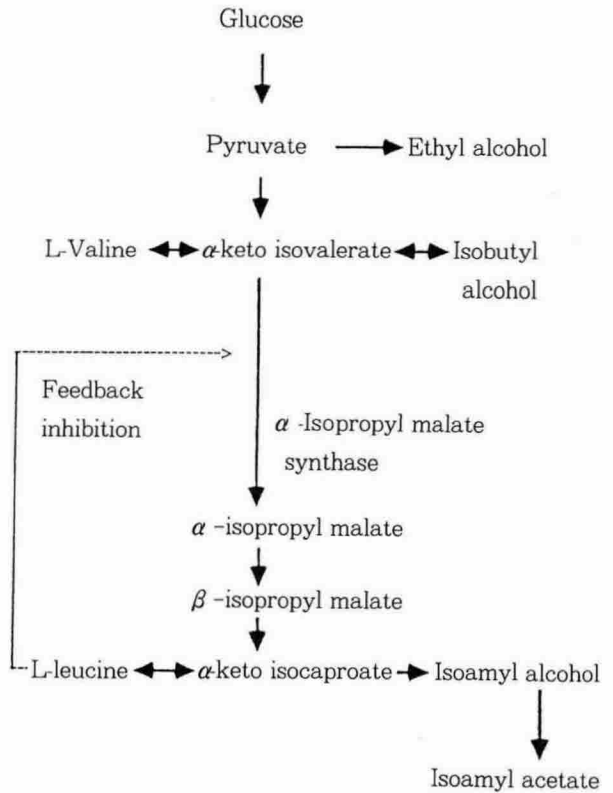 Glucose
Pyruvate
Ethyl alcohol
L-Valine
α-keto isovalerate
Isobutyl
alcohol
Feedback
inhibition
α -Isopropyl malate
synthase
α -isopropyl malate
β -isopropyl malate
L-leucine
α-keto isocaproate
Isoamyl alcohol
Isoamyl acetate